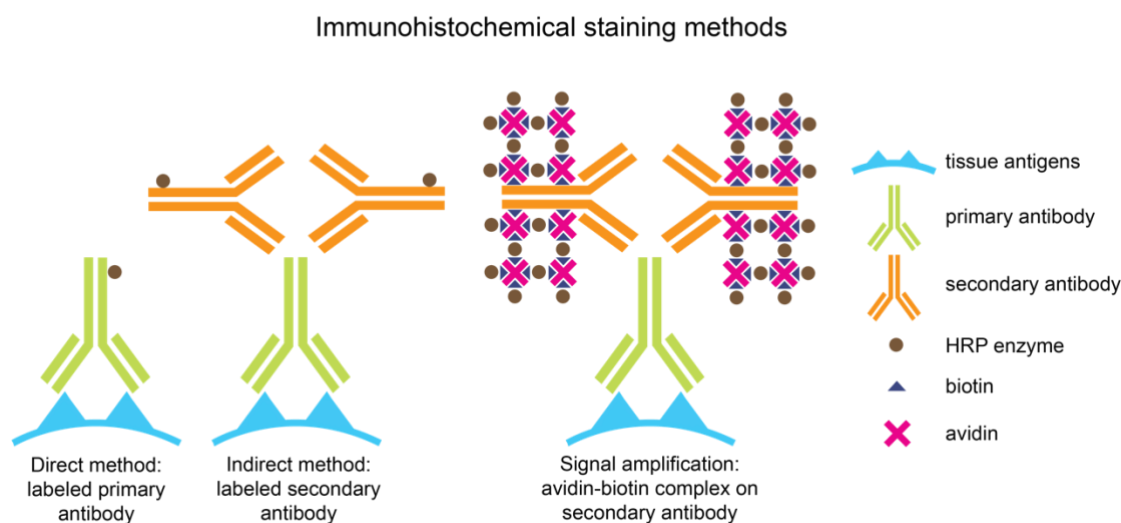 Immunohistochemical staining methods
tissue antigens
primary antibody
secondary antibody
HRP enzyme
biotin
avidin
Direct method:
labeled primary
antibody
Indirect method:
labeled secondary
antibody
Signal amplification:
avidin-biotin complex on
secondary antibody